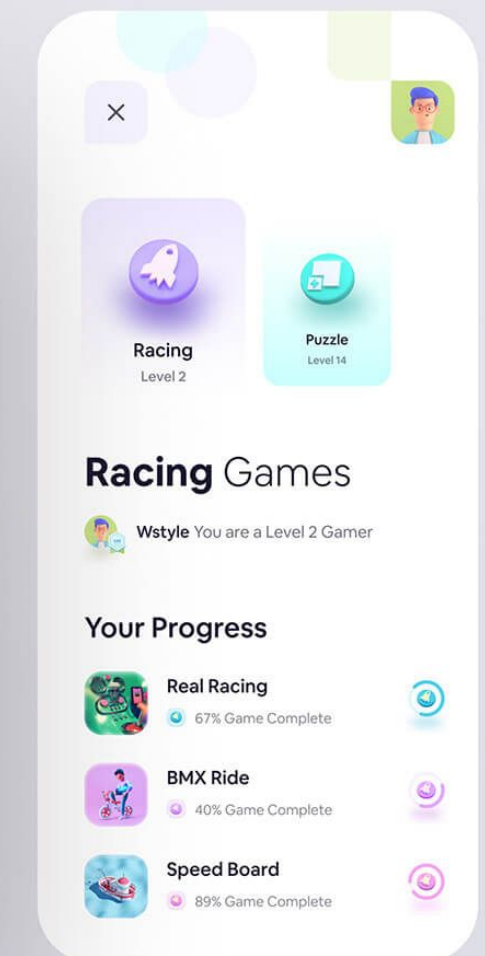 Racing
Level 2
Puzzle
Level 14
Racing Games
Wstyle You are a Level 2 Gamer
Your Progress
Real Racing
67% Game Complete
BMX Ride
40% Game Complete
Speed Board
89% Game Complete